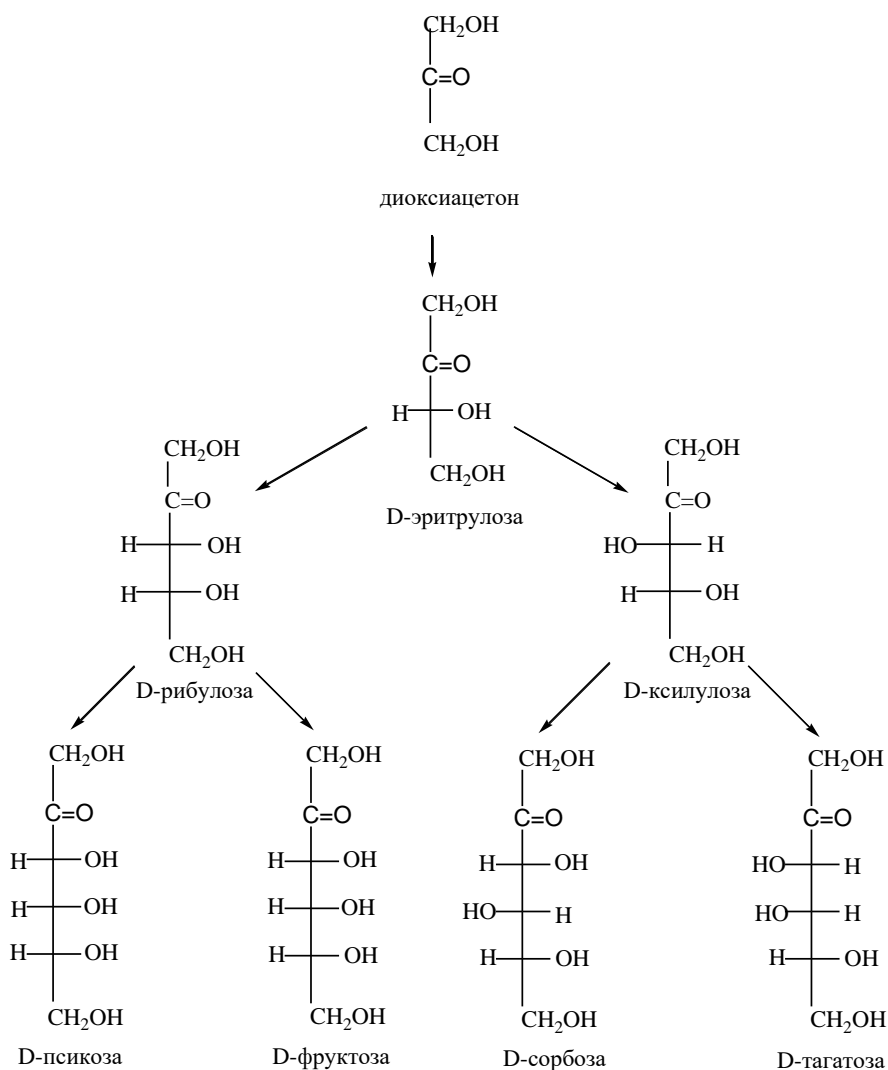 CH₂OH
C=O
CH₂OH
диоксиацетон
CH₂OH
C=O
H OH
CH₂OH
D-эритрулоза
CH₂OH
C=O
H OH
H OH
CH₂OH
D-рибулоза
CH₂OH
C=O
HO H
H OH
CH₂OH
D-ксилулоза
CH₂OH
C=O
H OH
H OH
H OH
CH₂OH
D-псикоза
CH₂OH
C=O
H OH
H OH
H OH
CH₂OH
D-фруктоза
CH₂OH
C=O
H OH
HO H
H OH
CH₂OH
D-сорбоза
CH₂OH
C=O
HO H
HO H
H OH
CH₂OH
D-тагатоза